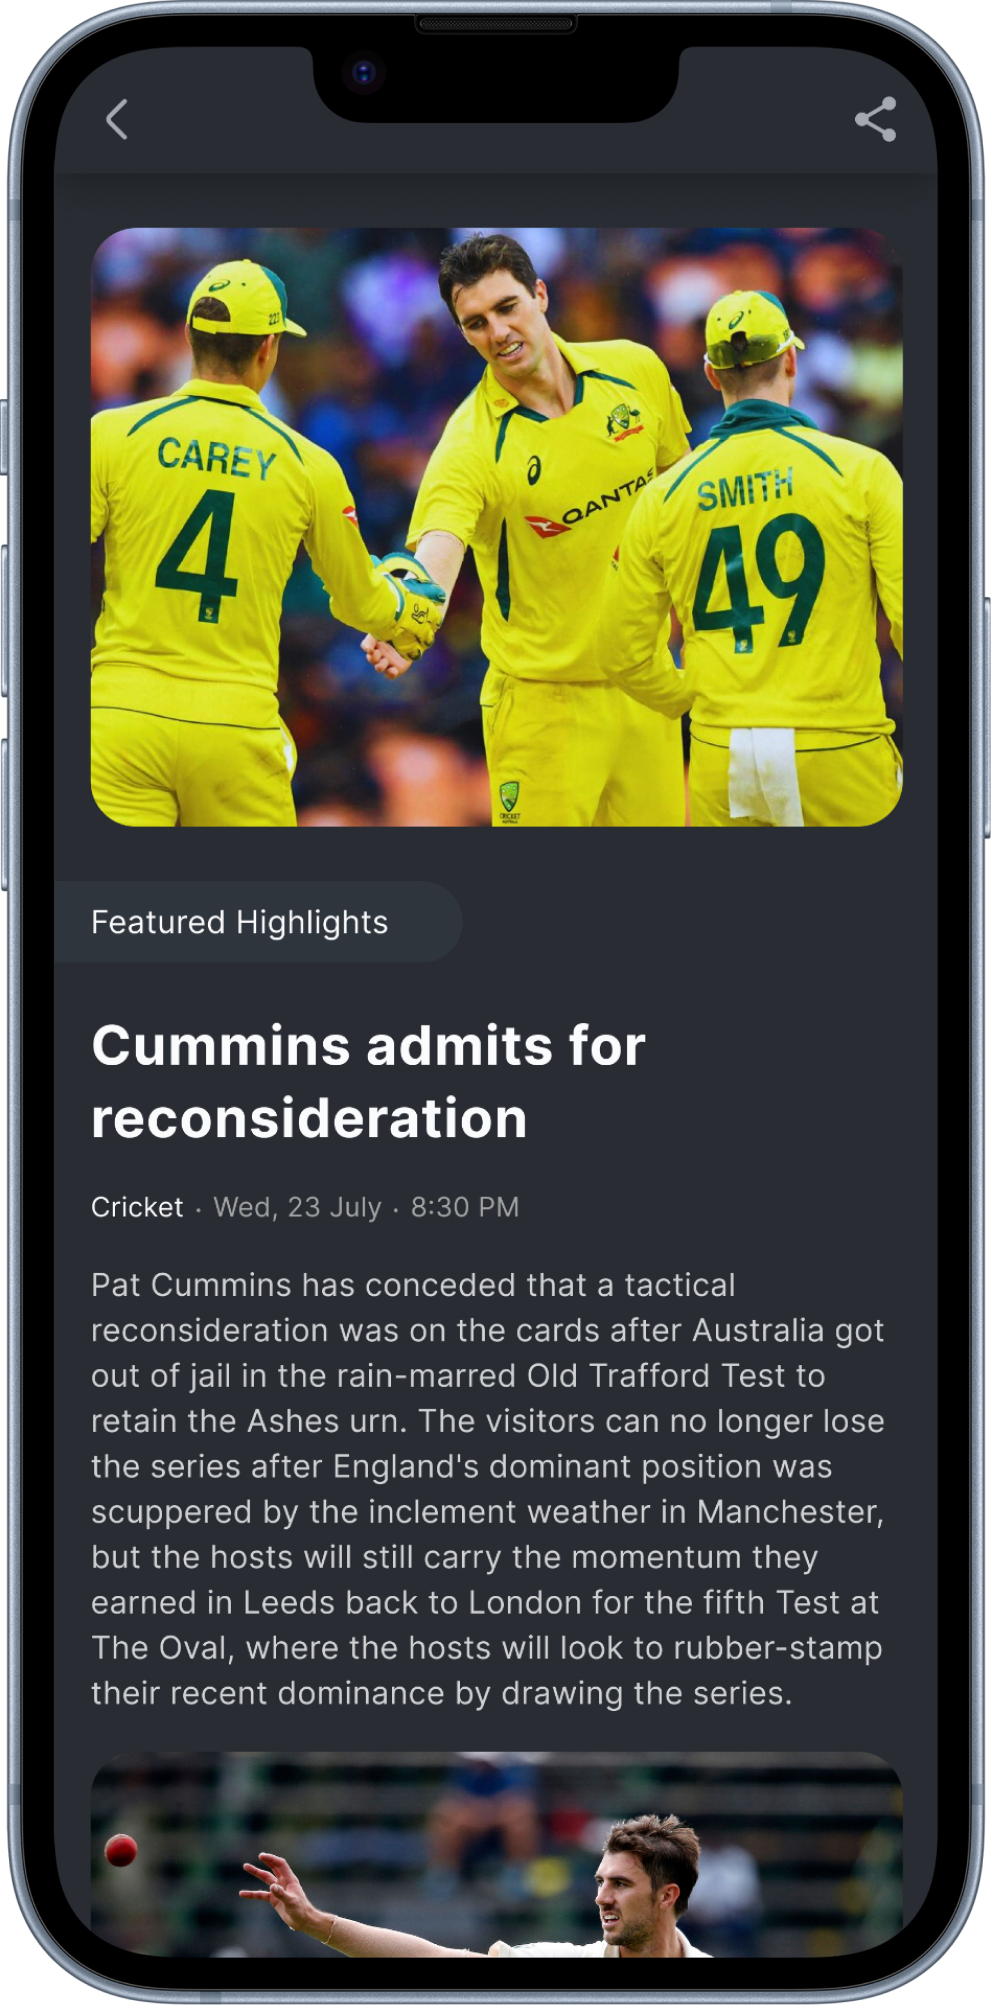 CAREY
4
QANTAS
SMITH
49
CRICKET
Featured Highlights
Cummins admits for
reconsideration
Cricket · Wed, 23 July · 8:30 PM
Pat Cummins has conceded that a tactical
reconsideration was on the cards after Australia got
out of jail in the rain-marred Old Trafford Test to
retain the Ashes urn. The visitors can no longer lose
the series after England's dominant position was
scuppered by the inclement weather in Manchester,
but the hosts will still carry the momentum they
earned in Leeds back to London for the fifth Test at
The Oval, where the hosts will look to rubber-stamp
their recent dominance by drawing the series.